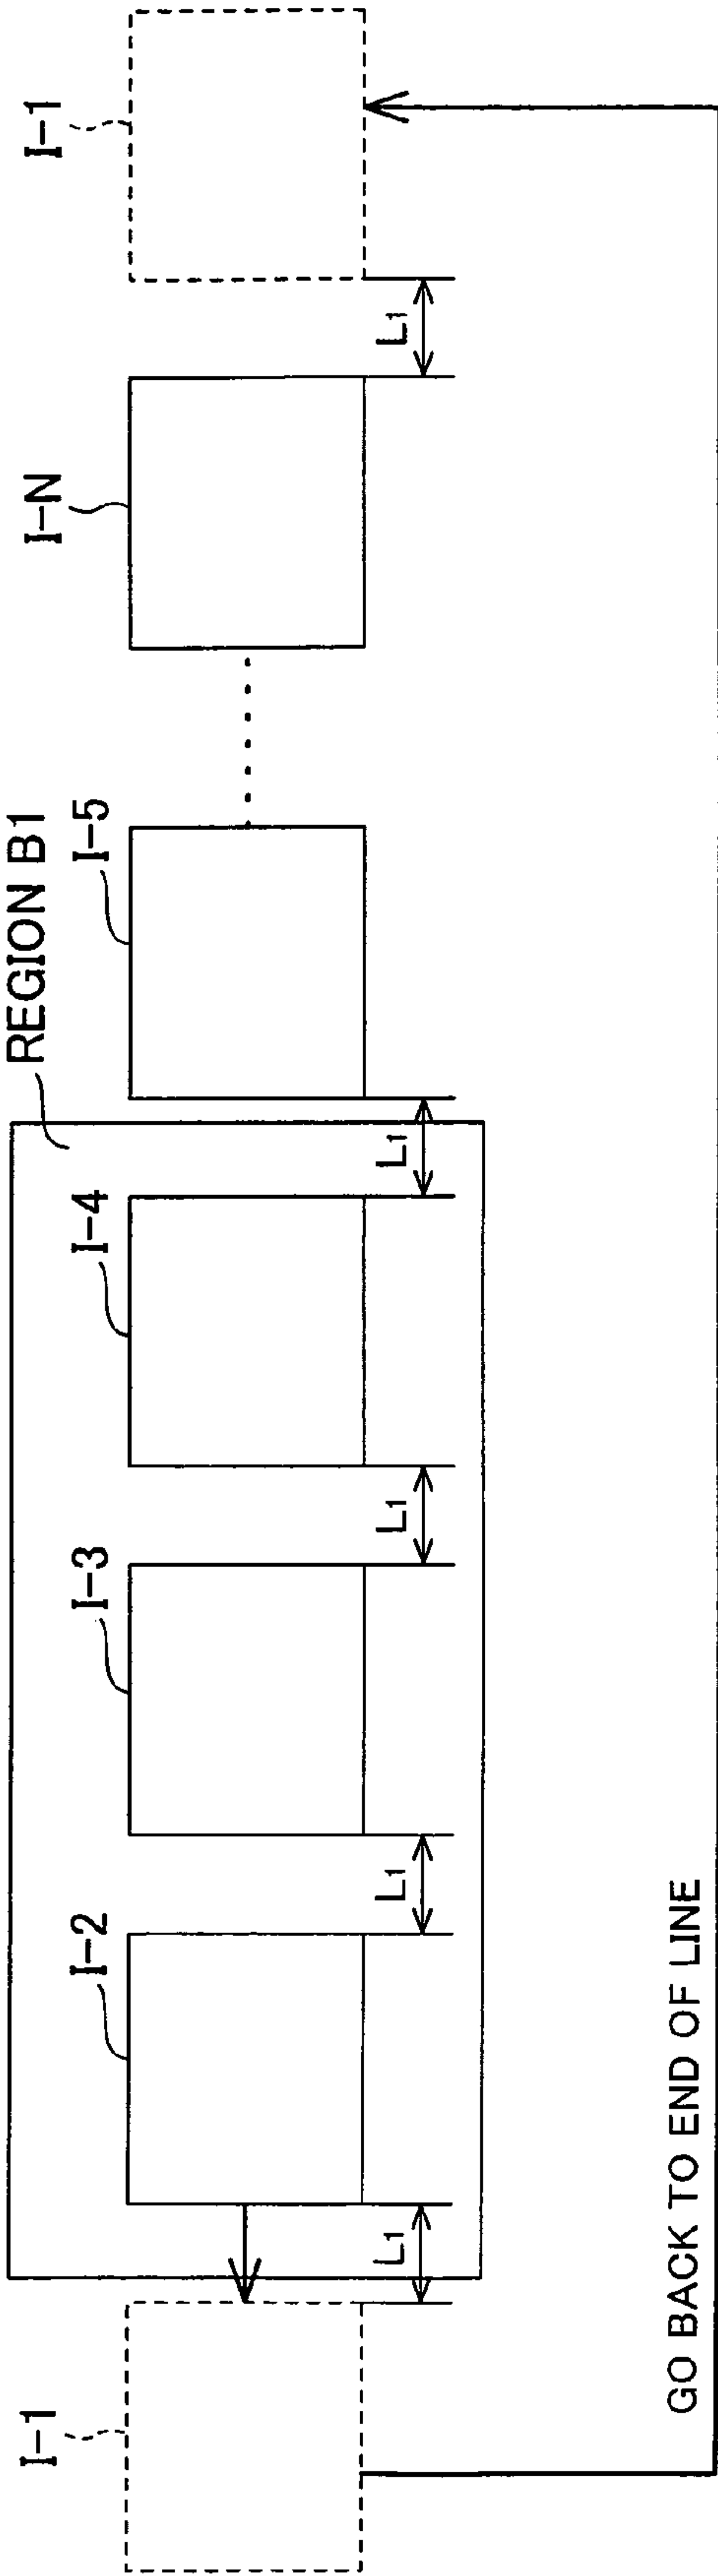 REGION B1
I-1
I-2
I-3
I-4
I-5
I-N
I-1
L1
L1
L1
L1
L1
GO BACK TO END OF LINE